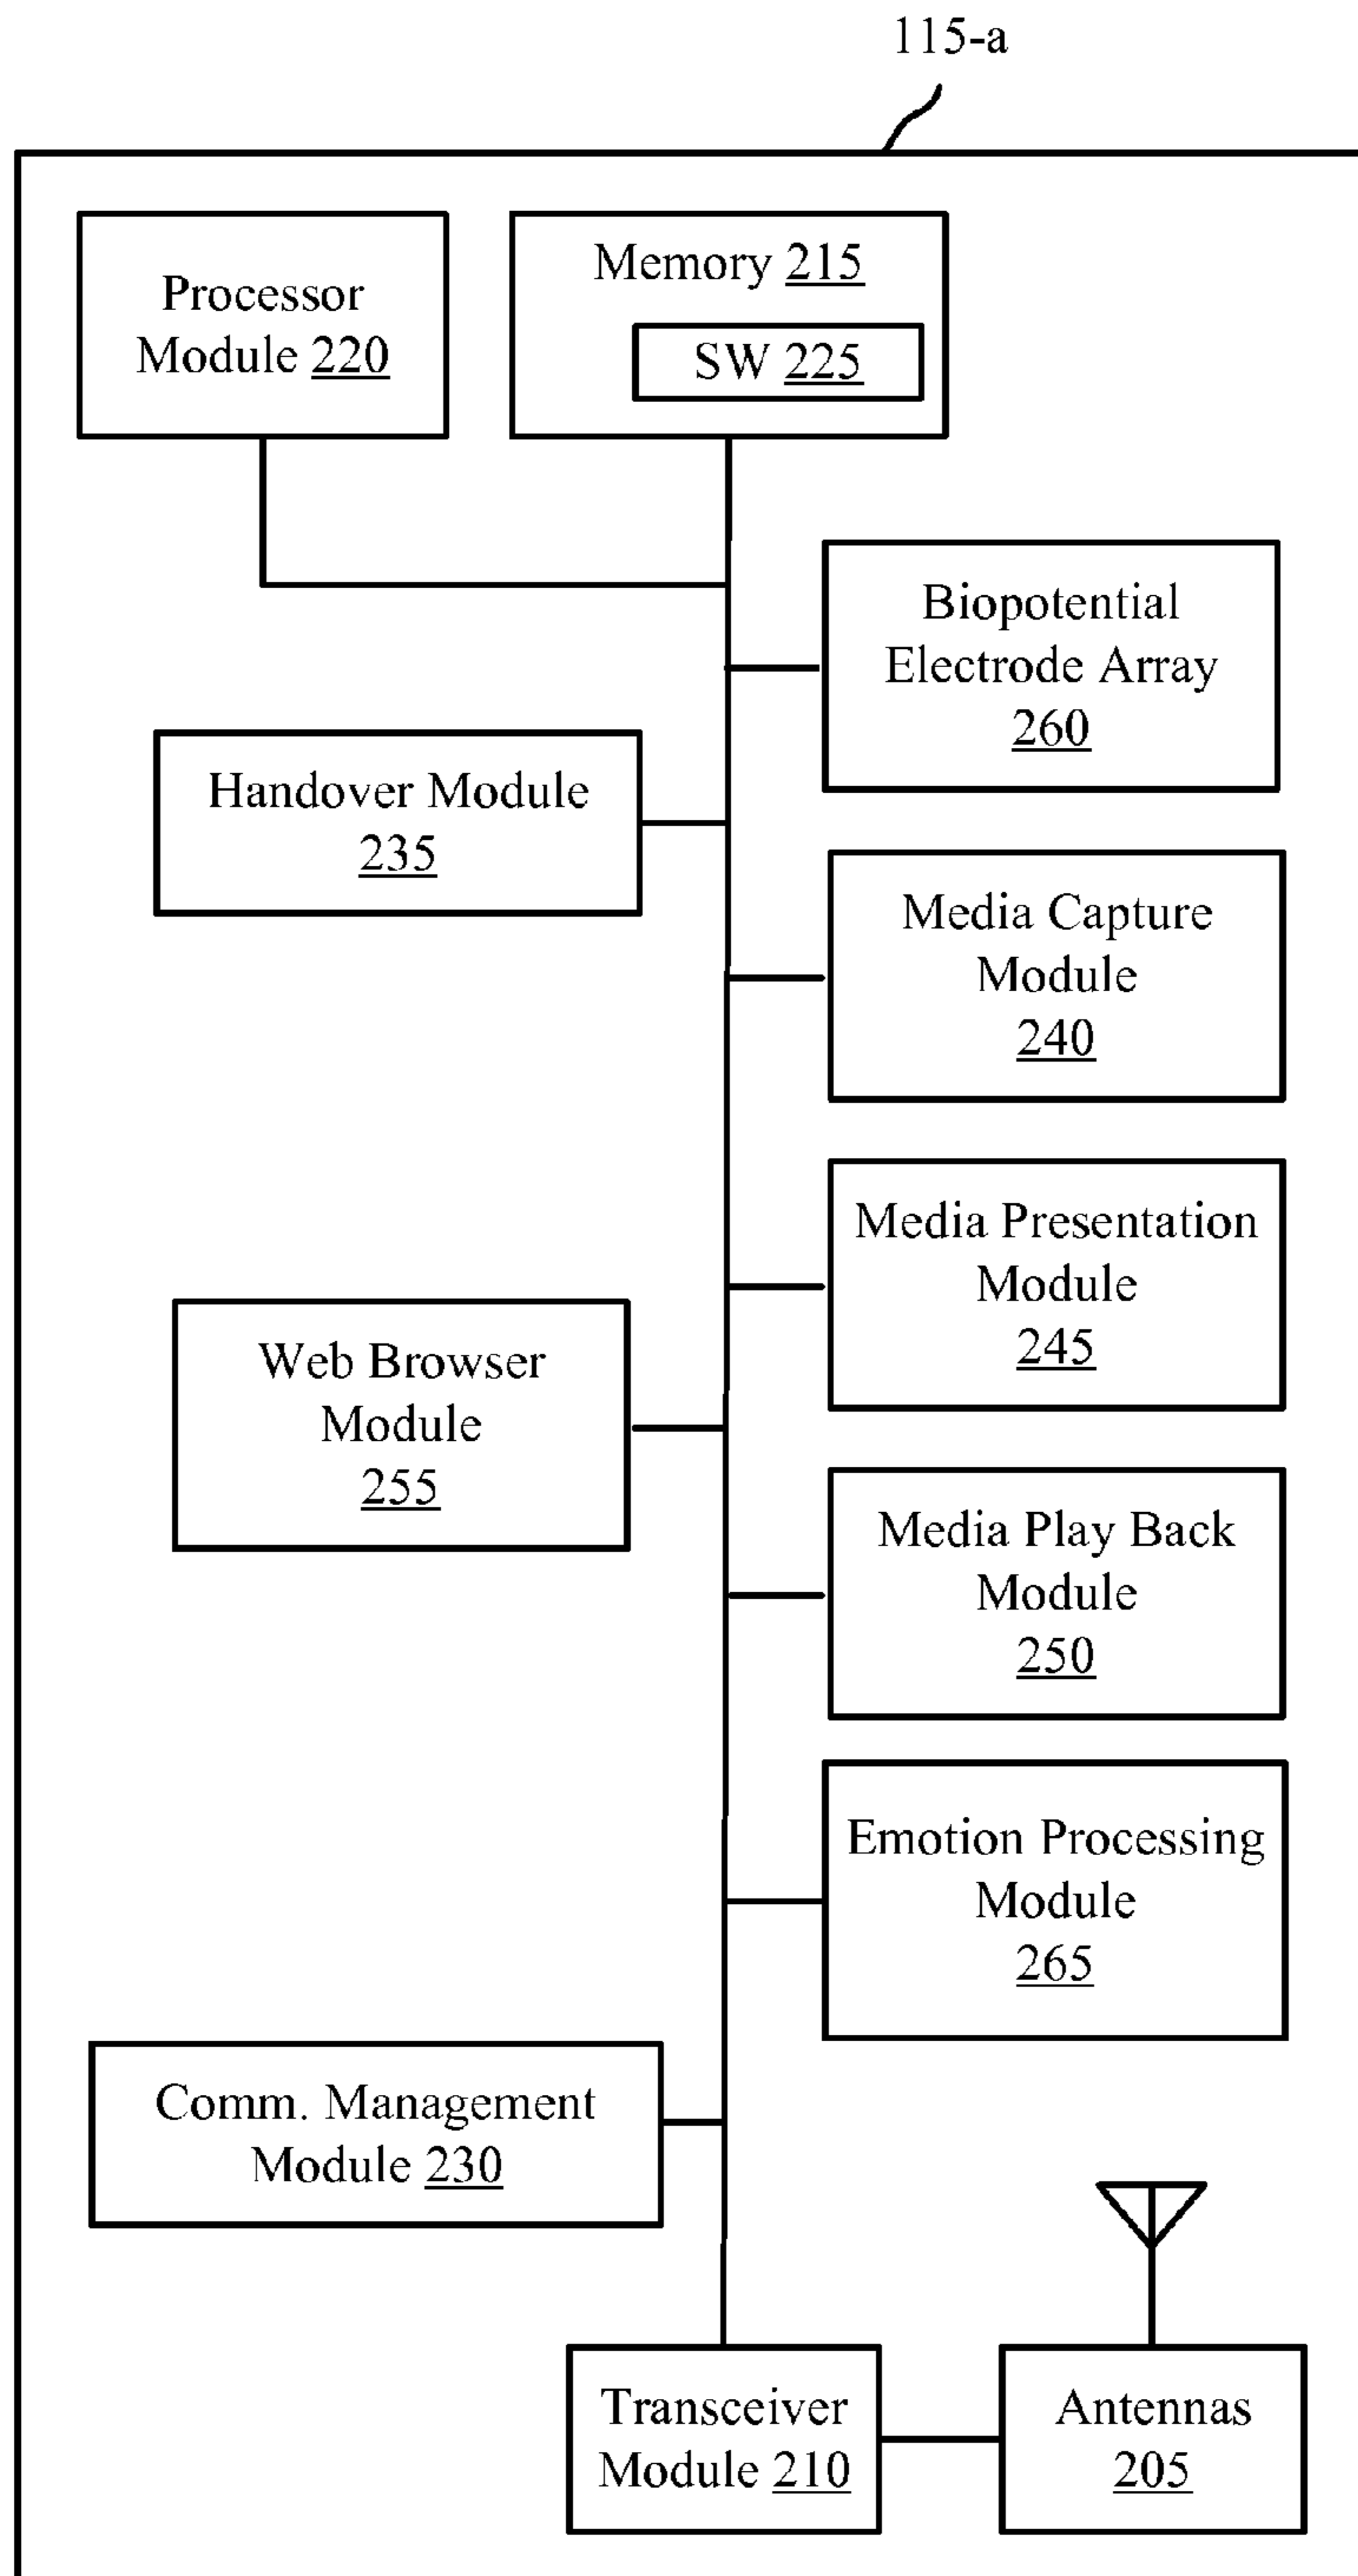 115-a
Processor
Module 220
Memory 215
SW 225
Biopotential
Electrode Array
260
Handover Module
235
Media Capture
Module
240
Media Presentation
Module
245
Web Browser
Module
255
Media Play Back
Module
250
Emotion Processing
Module
265
Comm. Management
Module 230
Transceiver
Module 210
Antennas
205